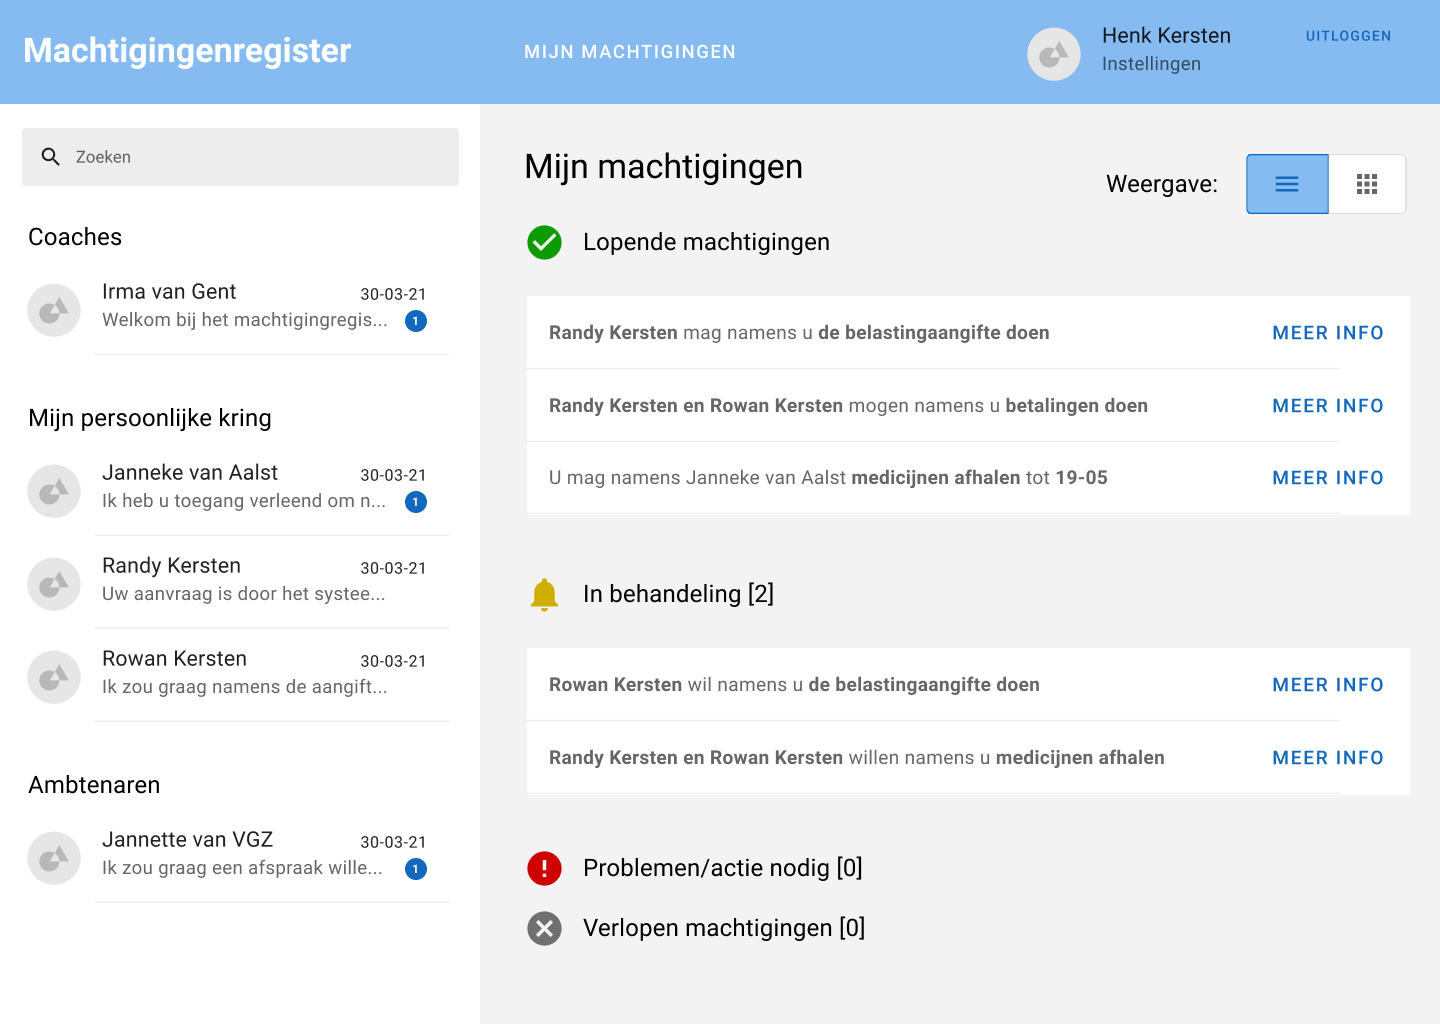 Machtigingenregister
MIJN MACHTIGINGEN
Henk Kersten
Instellingen
UITLOGGEN
Zoeken
Coaches
Irma van Gent
30-03-21
Welkom bij het machtigingregis...
1
Mijn persoonlijke kring
Janneke van Aalst
30-03-21
Ik heb u toegang verleend om n...
1
Randy Kersten
30-03-21
Uw aanvraag is door het systee...
Rowan Kersten
30-03-21
Ik zou graag namens de aangift...
Ambtenaren
Jannette van VGZ
30-03-21
Ik zou graag een afspraak wille...
1
Mijn machtigingen
Weergave:
Lopende machtigingen
Randy Kersten mag namens u de belastingaangifte doen
MEER INFO
Randy Kersten en Rowan Kersten mogen namens u betalingen doen
MEER INFO
U mag namens Janneke van Aalst medicijnen afhalen tot 19-05
MEER INFO
In behandeling [2]
Rowan Kersten wil namens u de belastingaangifte doen
MEER INFO
Randy Kersten en Rowan Kersten willen namens u medicijnen afhalen
MEER INFO
Problemen/actie nodig [0]
Verlopen machtigingen [0]